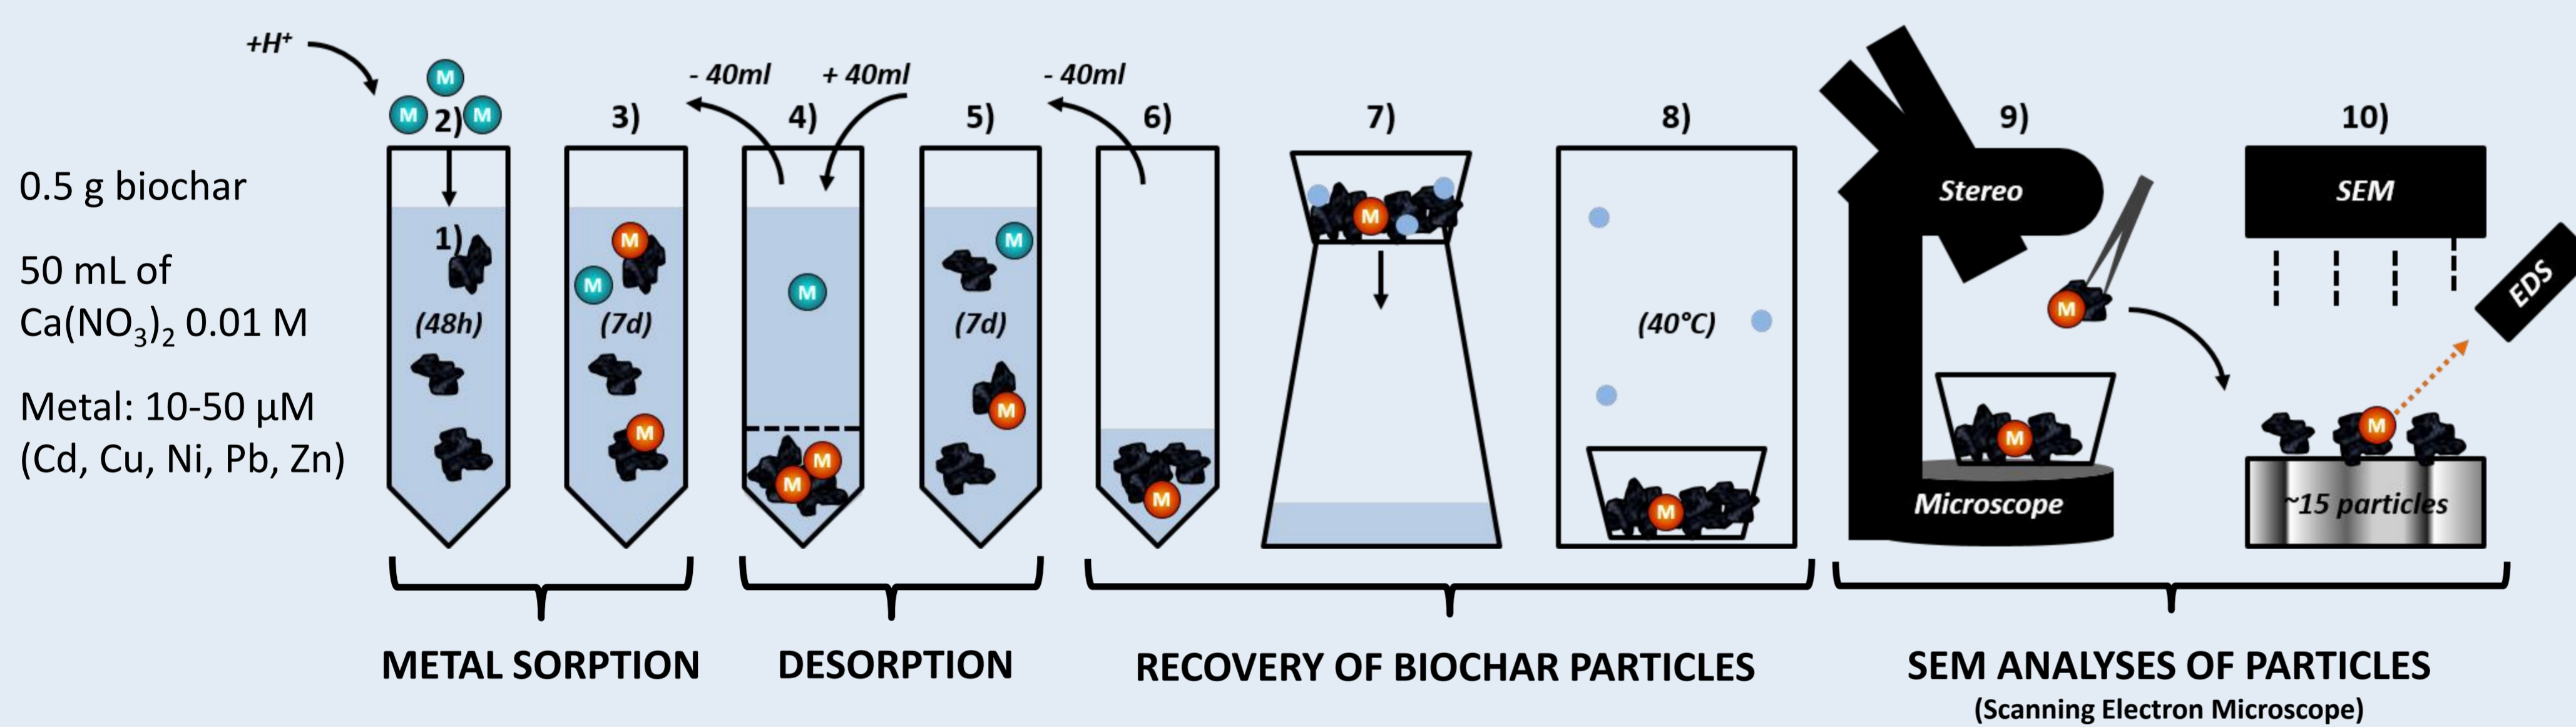 +H⁺
- 40ml
+ 40ml
- 40ml
M
M
M
2)
3)
4)
5)
6)
7)
8)
9)
10)
0.5 g biochar
50 mL of
Ca(NO₃)₂ 0.01 M
Metal: 10-50 µM
(Cd, Cu, Ni, Pb, Zn)
1)
(48h)
M
M
(7d)
M
M
M
M
M
(7d)
M
M
M
(40°C)
M
Stereo
M
M
Microscope
SEM
EDS
M
~15 particles
METAL SORPTION
DESORPTION
RECOVERY OF BIOCHAR PARTICLES
SEM ANALYSES OF PARTICLES
(Scanning Electron Microscope)